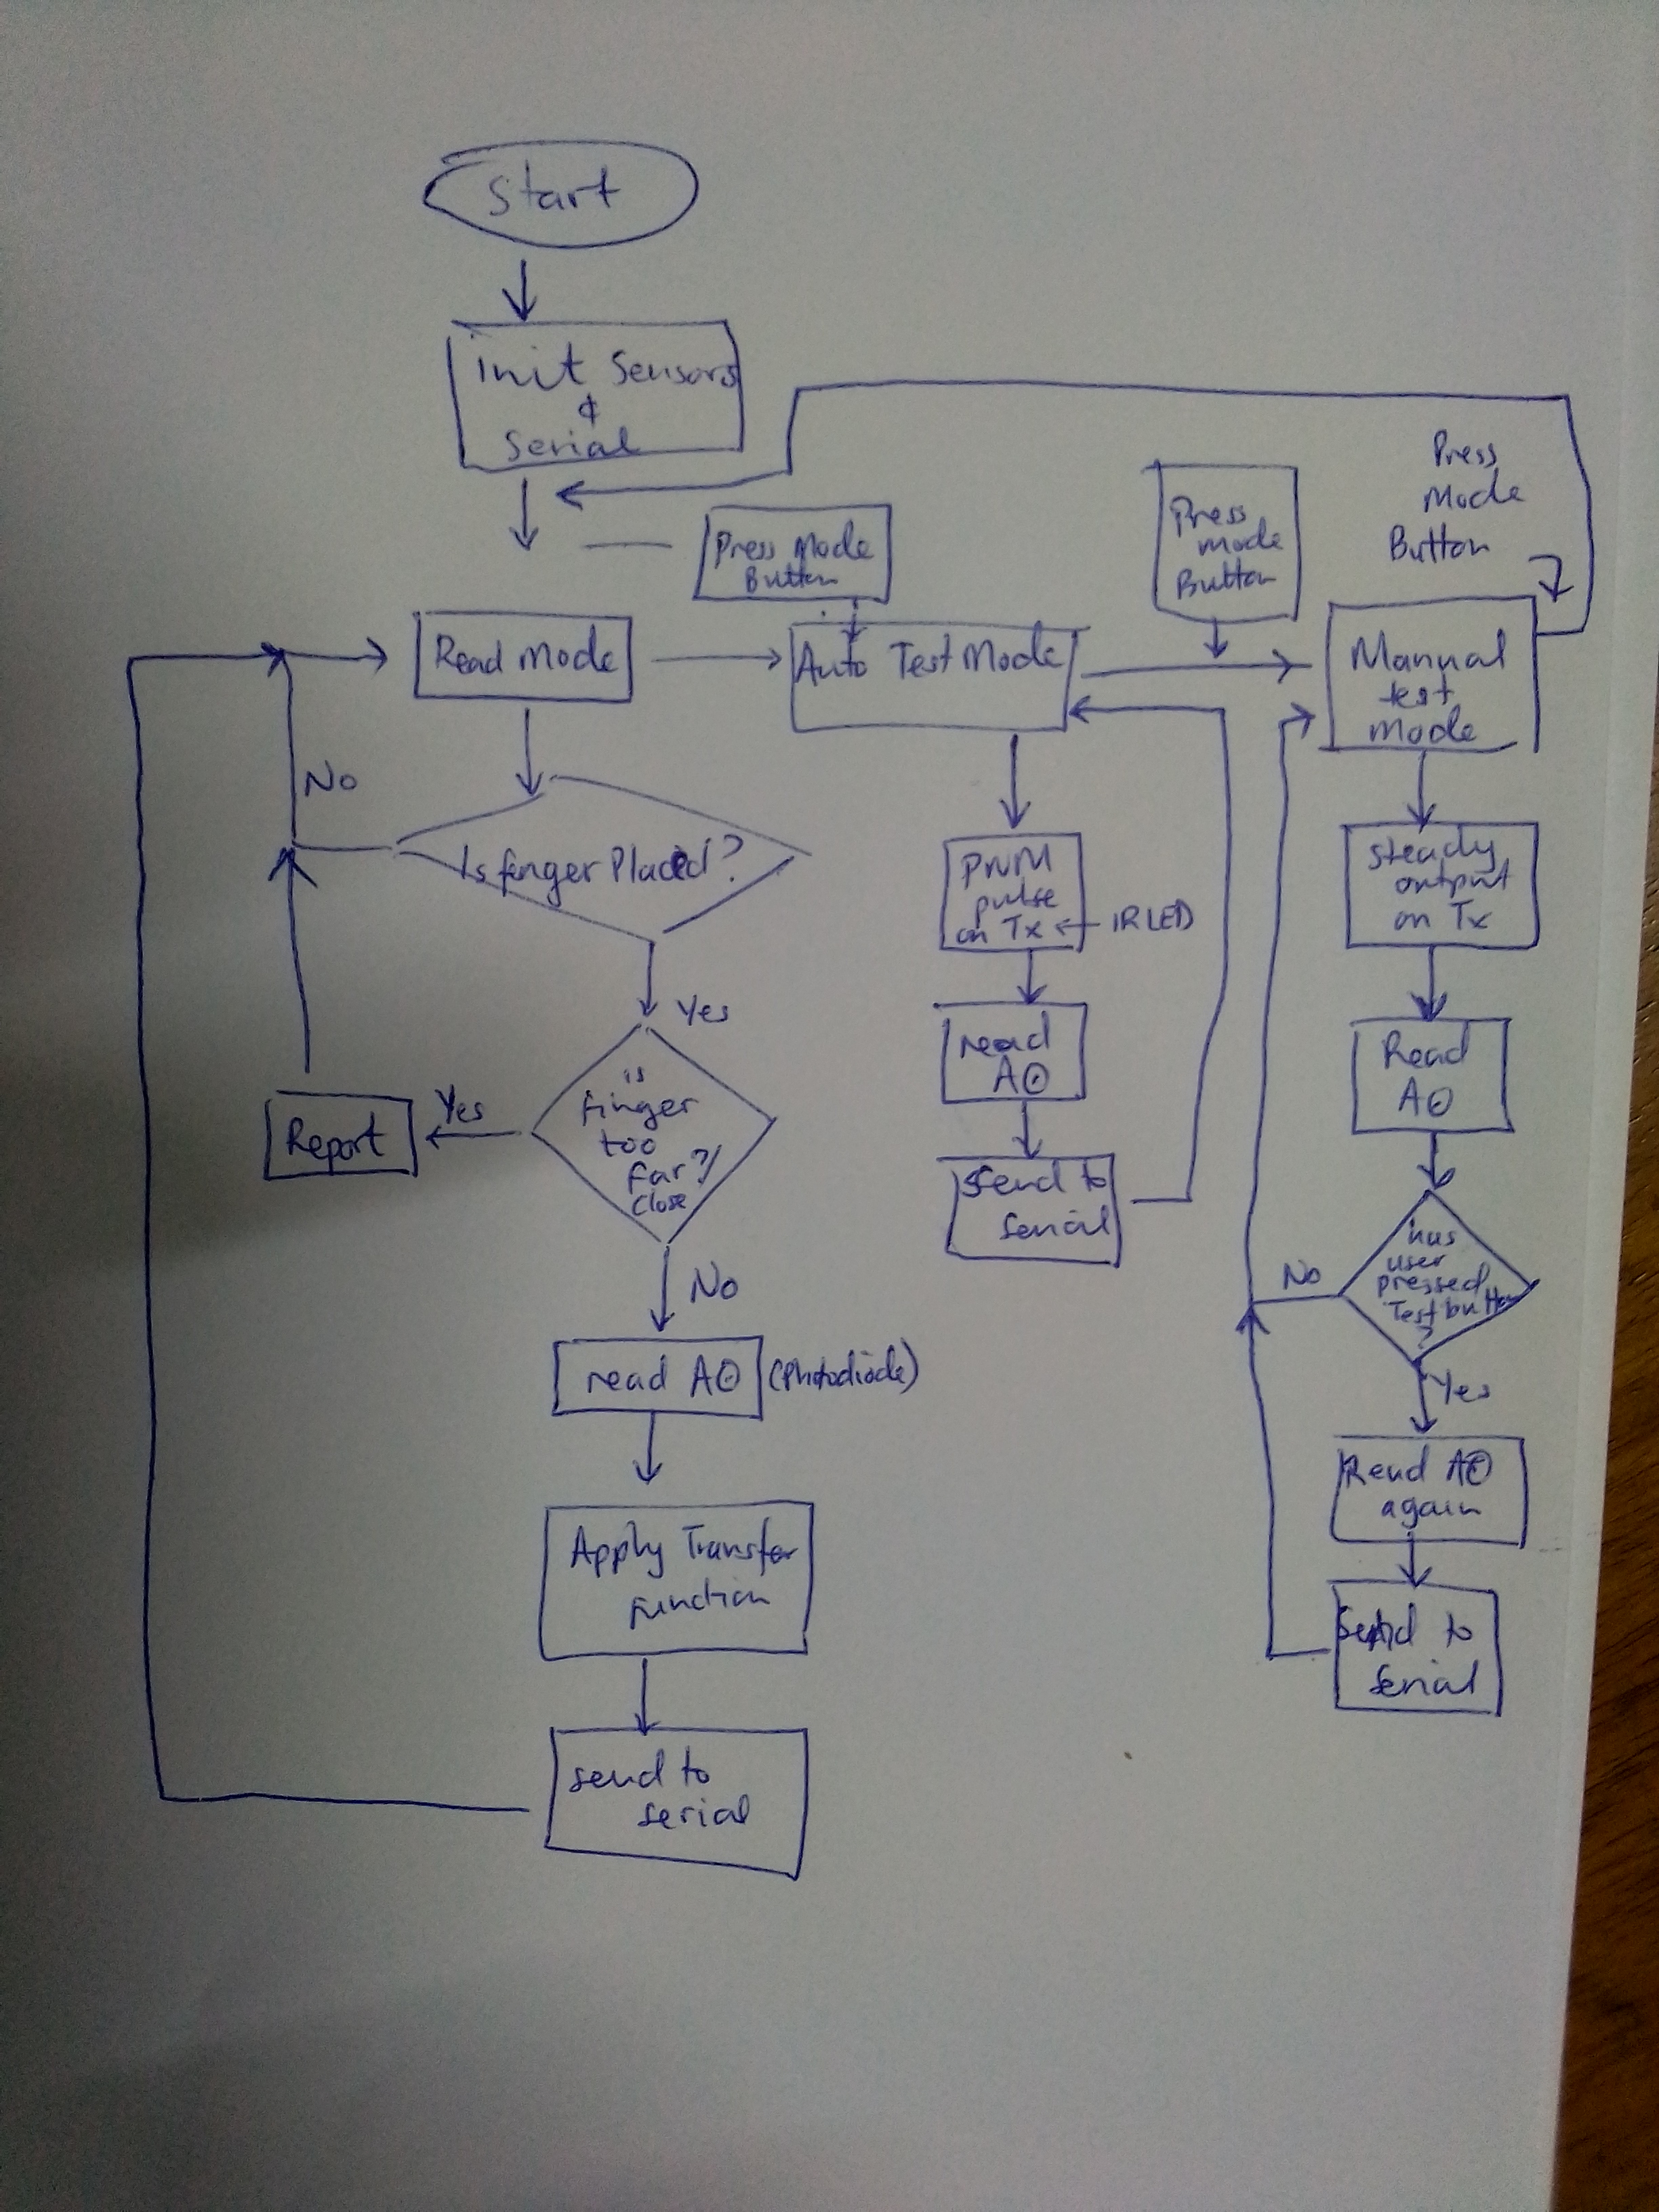 Start
Init Sensors
&
Serial
Press Mode
Button
Press
mode
Button
Press
Mode
Button
Read Mode
Auto Test Mode
Manual
test
Mode
No
Is finger Placed?
Yes
is
finger
too
far?/
close
Yes
Report
No
read A0 (Photodiode)
Apply Transfer
Function
send to
serial
PWM
pulse
on Tx ← IR LED
read
A0
Send to
Serial
Steady
output
on Tx
Read
A0
has
user
pressed
Test button
?
No
Yes
Read A0
again
Send to
Serial